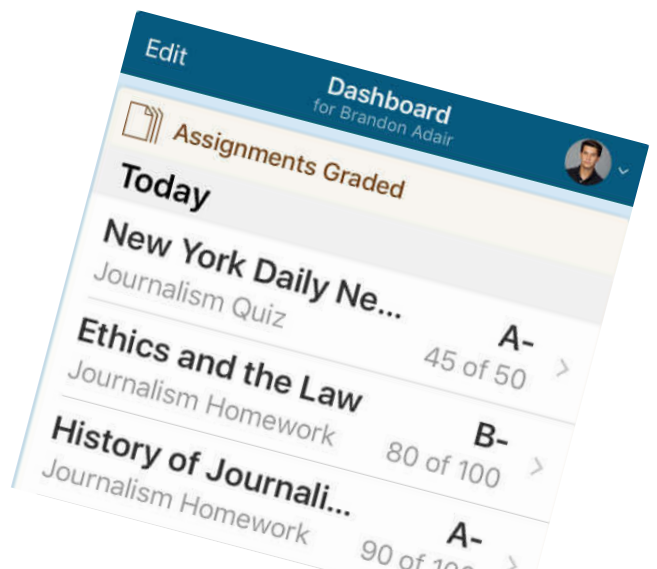 Edit
Dashboard
for Brandon Adair
Assignments Graded
Today
New York Daily Ne...
Journalism Quiz
A-
45 of 50
Ethics and the Law
Journalism Homework
B-
80 of 100
History of Journali...
Journalism Homework
A-
90 of 100